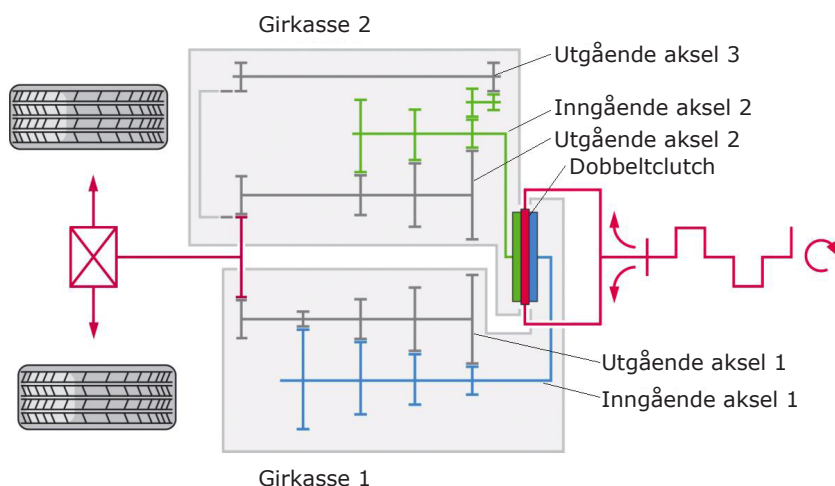 Girkasse 2
Utgående aksel 3
Inngående aksel 2
Utgående aksel 2
Dobbeltclutch
Utgående aksel 1
Inngående aksel 1
Girkasse 1